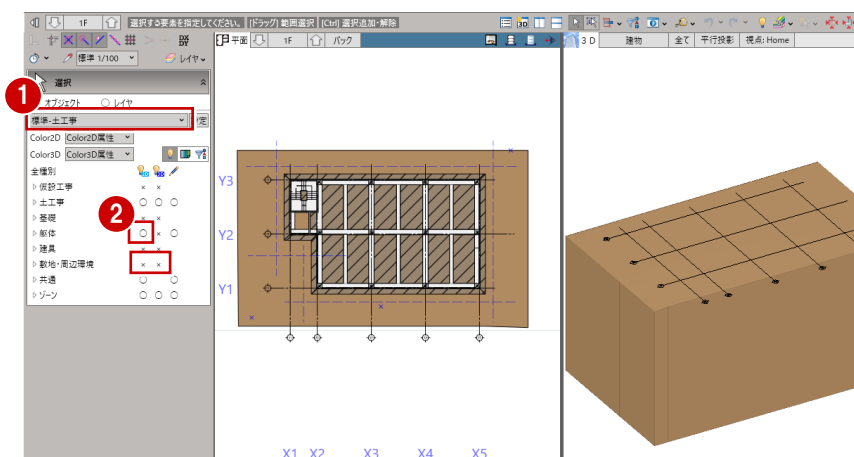 1F 選択する要素を指定してください。 [ドラッグ] 範囲選択 [Ctrl] 選択追加・解除
標準 1/100 レイヤ
平面 1F バック
3D 建物 全て 平行投影 視点: Home
選択
1
オブジェクト レイヤ
標準-土工事 定
Color2D Color2D属性
Color3D Color3D属性
全種別
仮設工事
土工事
基礎
2
躯体
建具
敷地・周辺環境
共通
ゾーン
Y3
Y2
Y1
X1 X2 X3 X4 X5